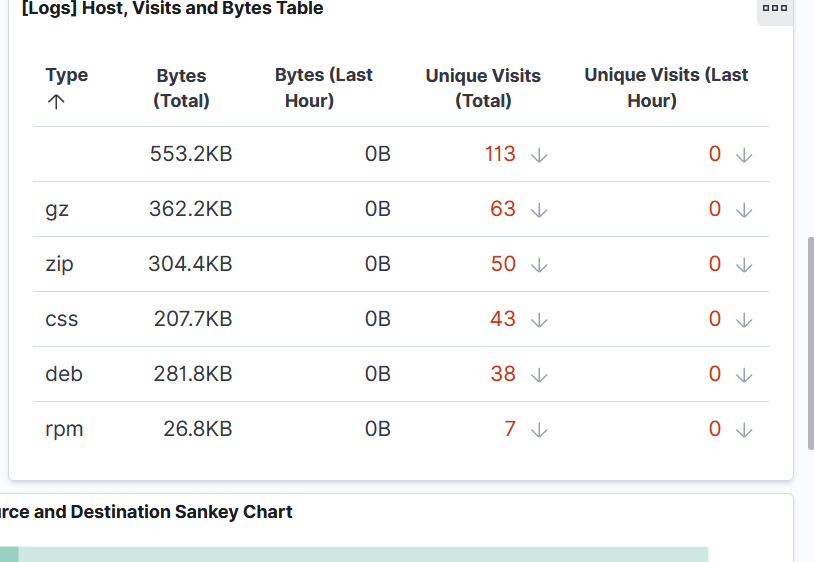 [Logs] Host, Visits and Bytes Table
Type Bytes (Total) Bytes (Last Hour) Unique Visits (Total) Unique Visits (Last Hour)
553.2KB 0B 113 0
gz 362.2KB 0B 63 0
zip 304.4KB 0B 50 0
css 207.7KB 0B 43 0
deb 281.8KB 0B 38 0
rpm 26.8KB 0B 7 0
and Destination Sankey Chart